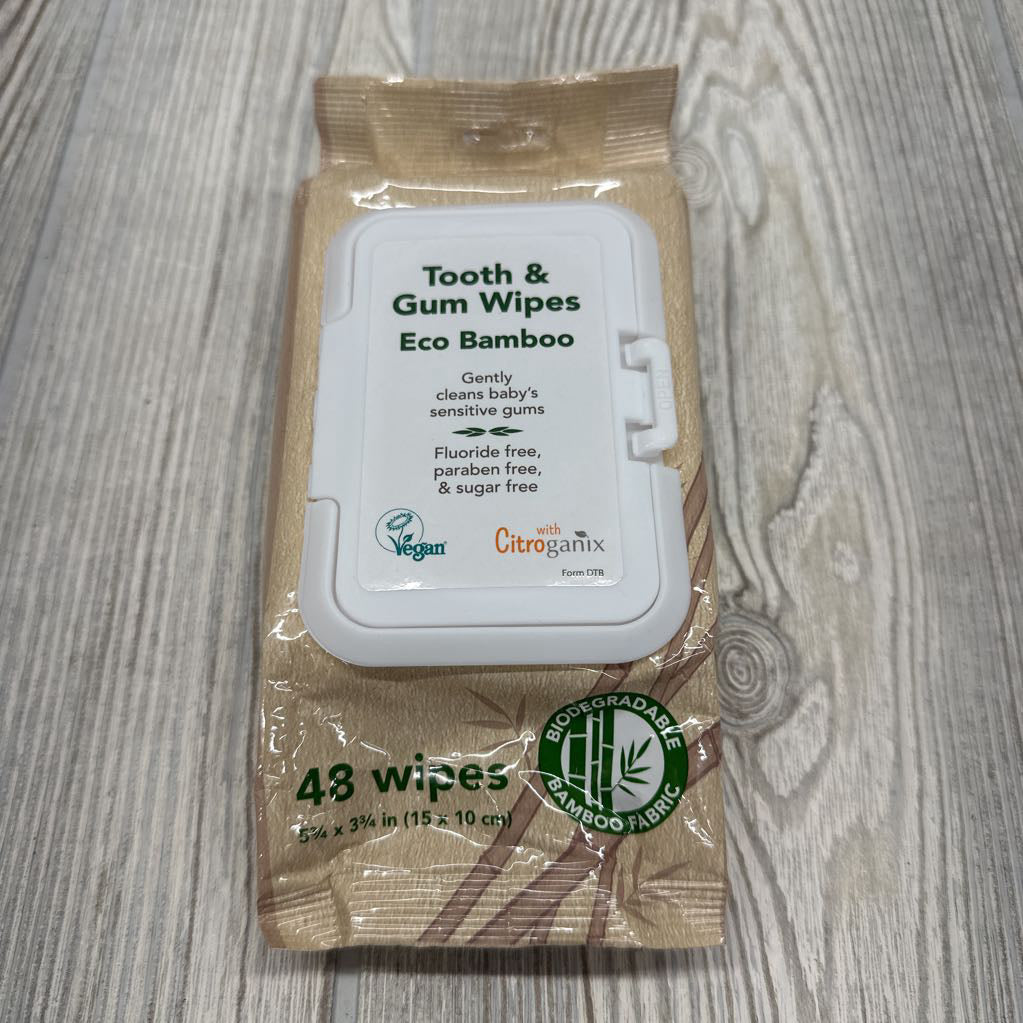 Tooth &
Gum Wipes
Eco Bamboo
Gently
cleans baby's
sensitive gums
Fluoride free,
paraben free,
& sugar free
Vegan
with
Citroganix
Form DTB
OPEN
BIODEGRADABLE
BAMBOO FABRIC
48 wipes
5¾ x 3¾ in (15 x 10 cm)